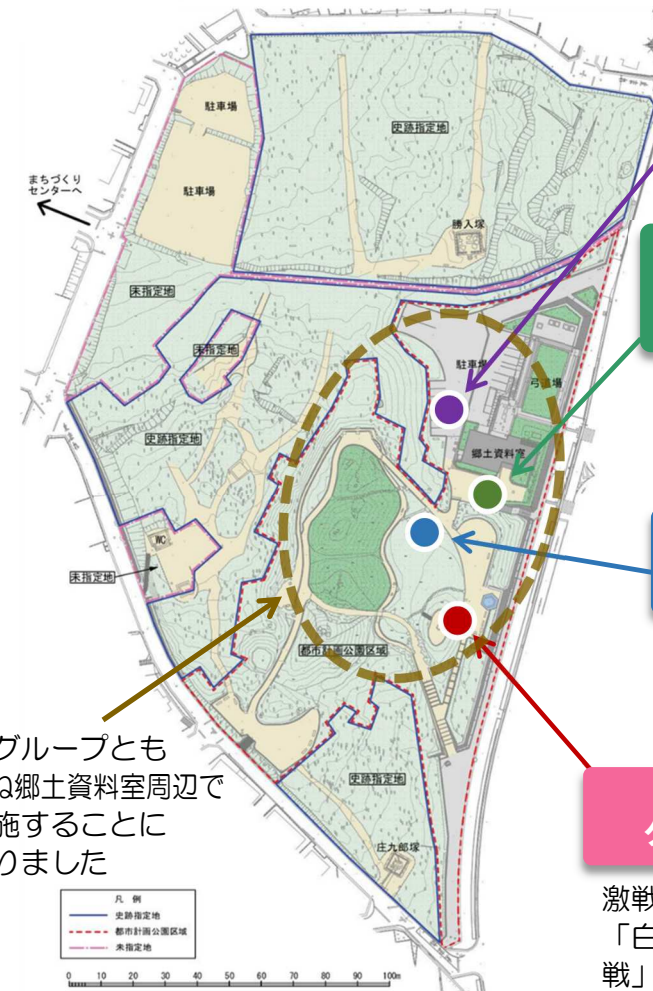 駐車場
史跡指定地
まちづくり
センターへ
駐車場
勝入塚
未指定地
未指定地
駐車場
弓道場
史跡指定地
郷土資料室
WC
未指定地
都市計画公園区域
グループとも
ね郷土資料室周辺で
施することに
りました
史跡指定地
庄九郎塚
凡 例
史跡指定地
都市計画公園区域
未指定地
0 10 20 30 40 50 60 70 80 90 100m
激戦
「白
戦」